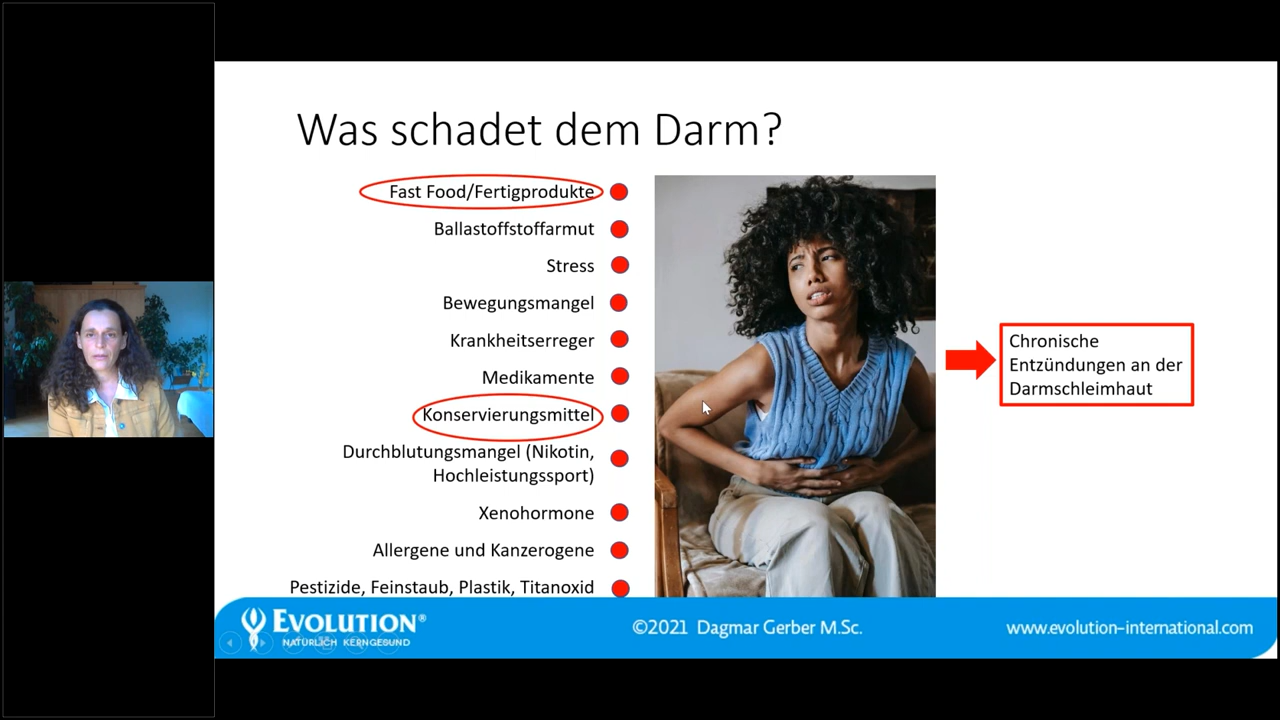 Was schadet dem Darm?
Fast Food/Fertigprodukte
Ballastoffstoffarmut
Stress
Bewegungsmangel
Krankheitserreger
Medikamente
Konservierungsmittel
Durchblutungsmangel (Nikotin,
Hochleistungssport)
Xenohormone
Allergene und Kanzerogene
Pestizide, Feinstaub, Plastik, Titanoxid
Chronische
Entzündungen an der
Darmschleimhaut
EVOLUTION®
NATÜRLICH KERNGESUND
©2021 Dagmar Gerber M.Sc.
www.evolution-international.com